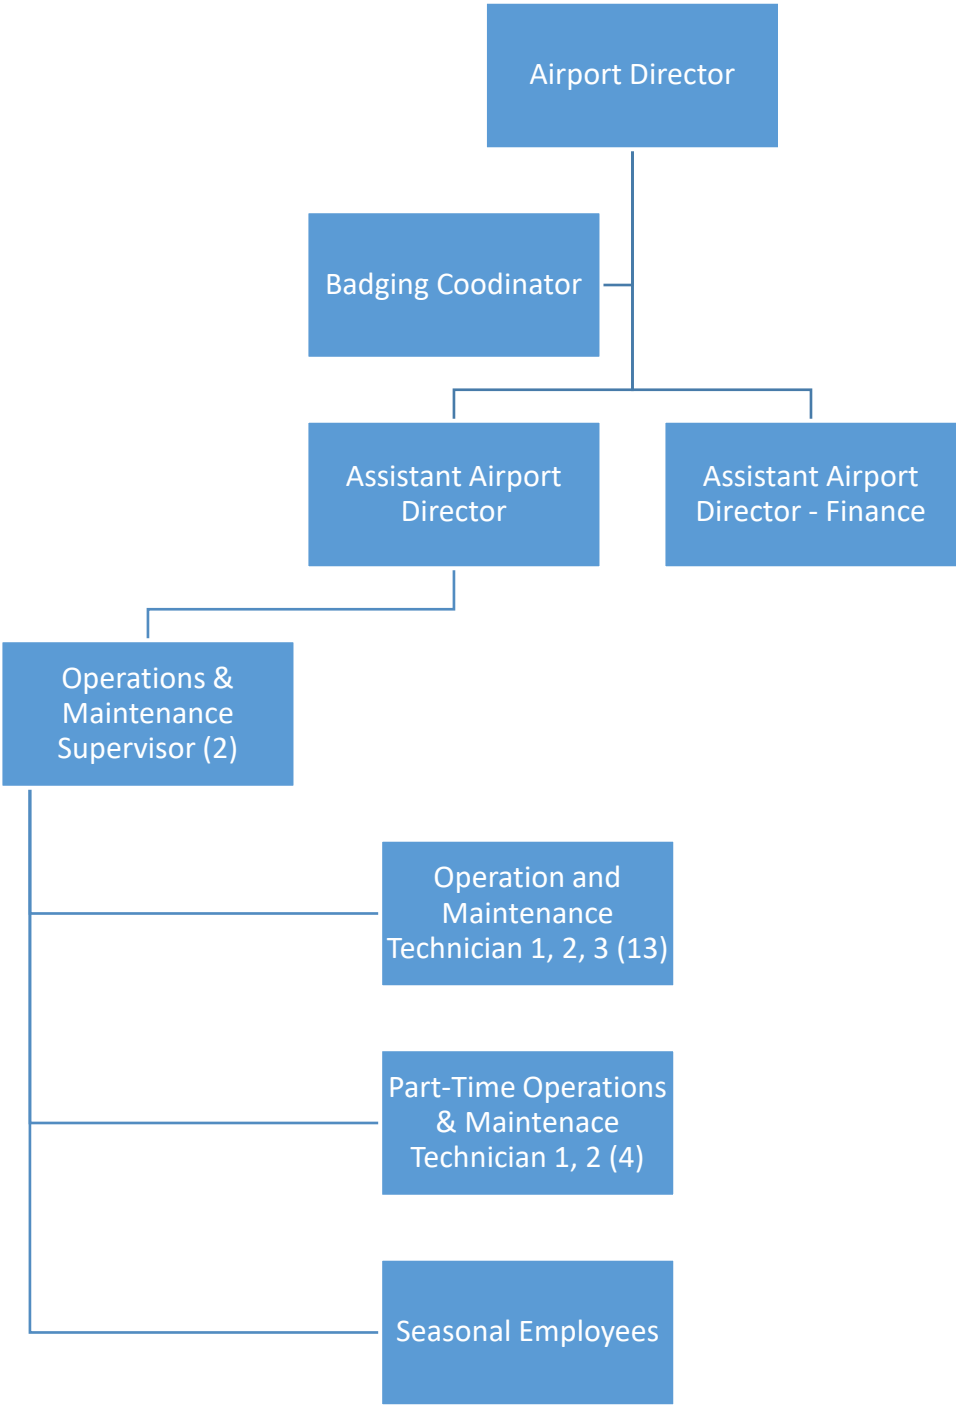 Airport Director
Badging Coodinator
Assistant Airport
Director
Assistant Airport
Director - Finance
Operations &
Maintenance
Supervisor (2)
Operation and
Maintenance
Technician 1, 2, 3 (13)
Part-Time Operations
& Maintenace
Technician 1, 2 (4)
Seasonal Employees